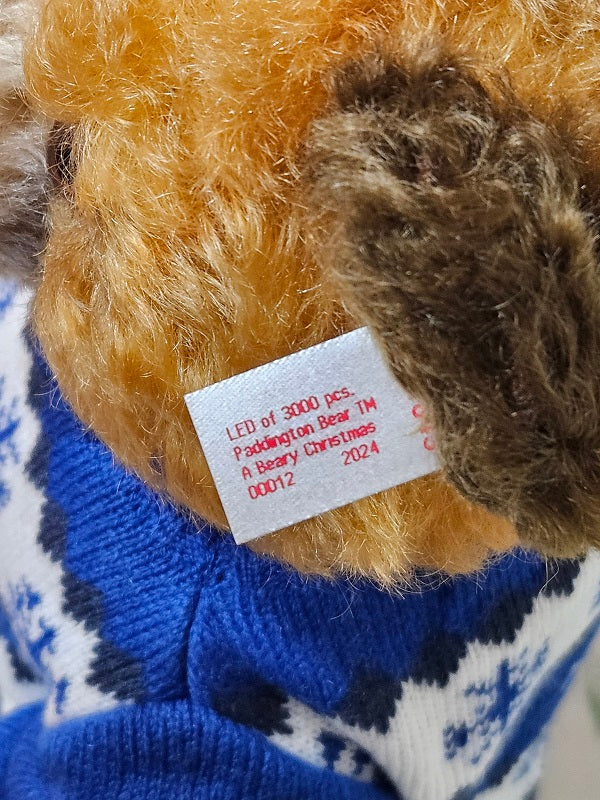 LED of 3000 pcs.
Paddington Bear TM
A Beary Christmas
00012 2024